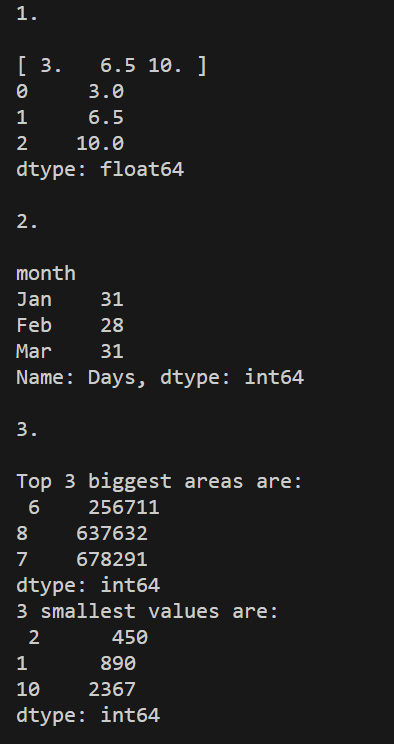 1.
[ 3.   6.5 10. ]
0     3.0
1     6.5
2    10.0
dtype: float64
2.
month
Jan    31
Feb    28
Mar    31
Name: Days, dtype: int64
3.
Top 3 biggest areas are:
 6    256711
8    637632
7    678291
dtype: int64
3 smallest values are:
 2      450
1      890
10    2367
dtype: int64